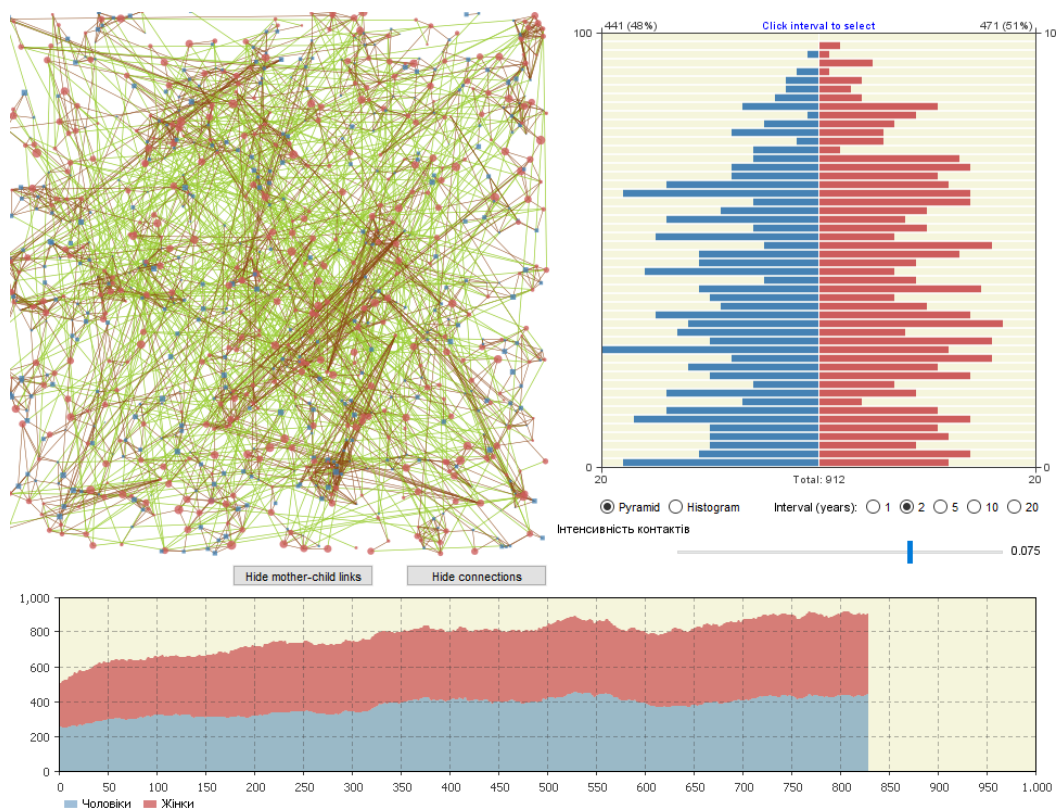 441 (48%) Click interval to select 471 (51%)
100 10
0 0
20 Total: 912 20
Pyramid Histogram Interval (years): 1 2 5 10 20
Інтенсивність контактів
0.075
Hide mother-child links Hide connections
1,000
800
600
400
200
0
0 50 100 150 200 250 300 350 400 450 500 550 600 650 700 750 800 850 900 950 1.000
Чоловіки Жінки